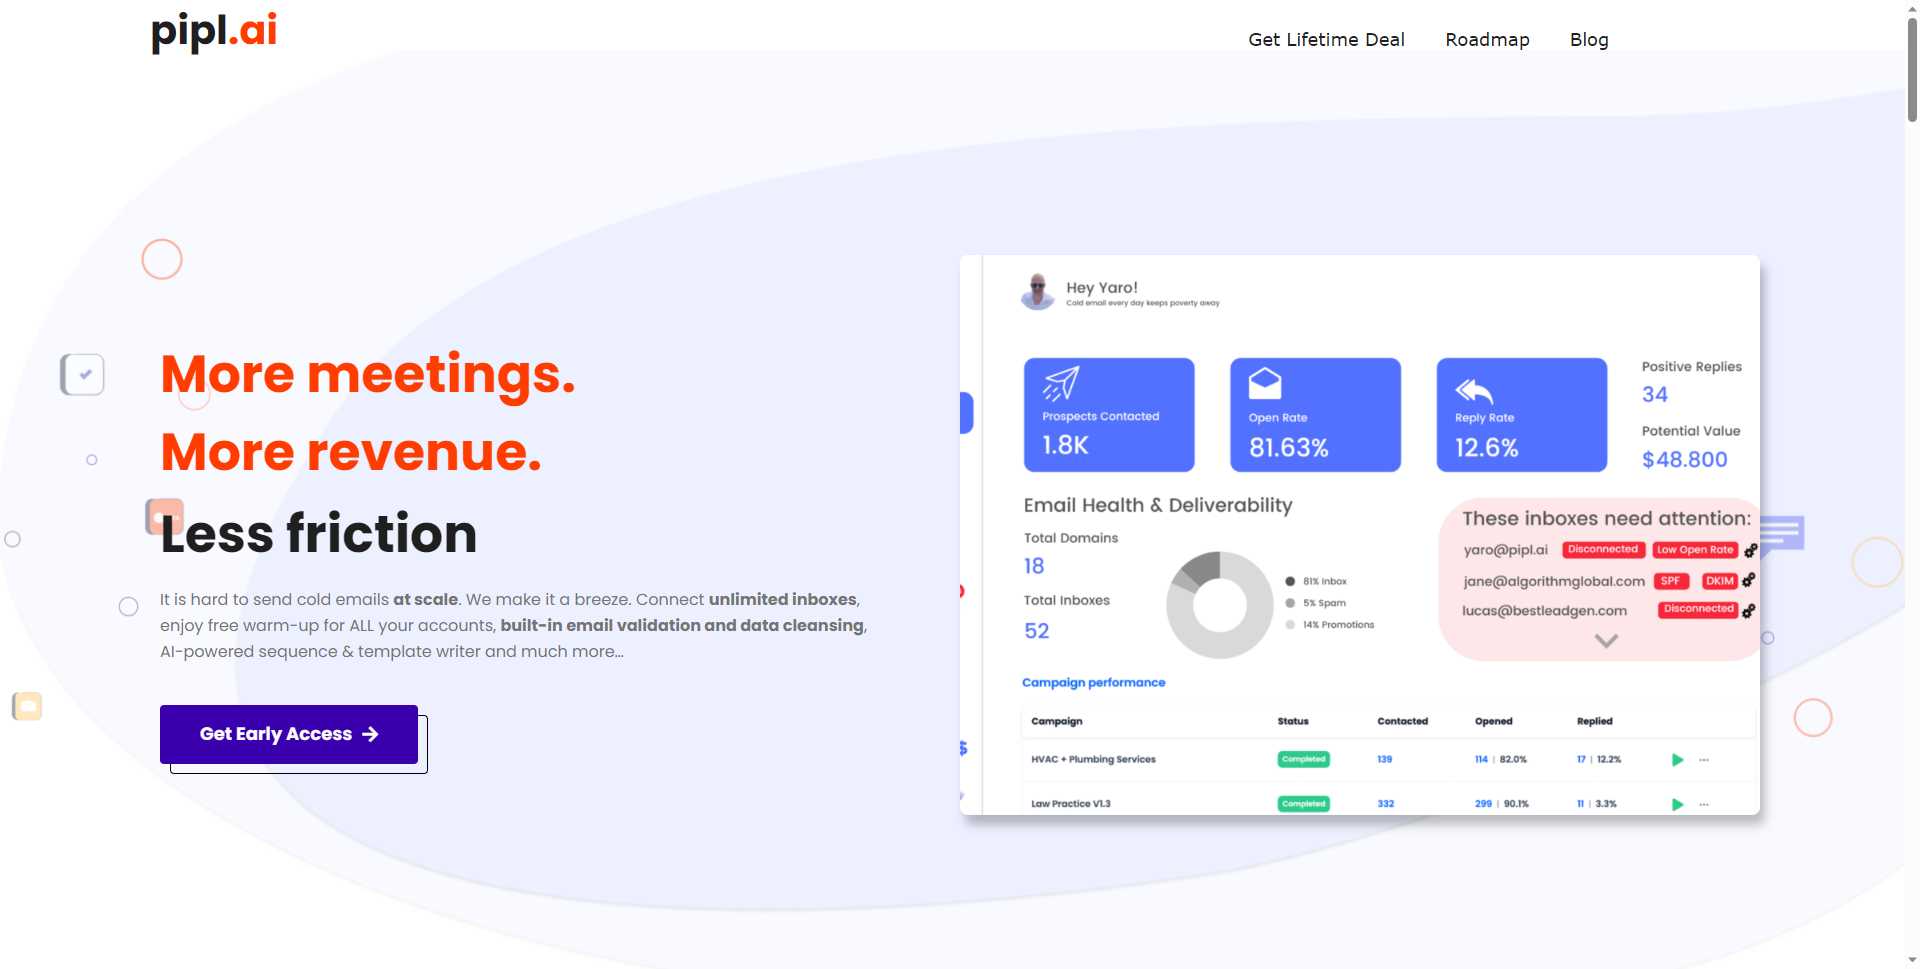 pipl.ai
Get Lifetime Deal
Roadmap
Blog
More meetings.
More revenue.
Less friction
It is hard to send cold emails at scale. We make it a breeze. Connect unlimited inboxes,
enjoy free warm-up for ALL your accounts, built-in email validation and data cleansing,
AI-powered sequence & template writer and much more...
Get Early Access
Hey Yaro!
Cold email every day keeps poverty away
Prospects Contacted
1.8K
Open Rate
81.63%
Reply Rate
12.6%
Positive Replies
34
Potential Value
$48.800
Email Health & Deliverability
Total Domains
18
Total Inboxes
52
81% Inbox
5% Spam
14% Promotions
These inboxes need attention:
yaro@pipl.ai Disconnected Low Open Rate
jane@algorithmglobal.com SPF DKIM
lucas@bestleadgen.com Disconnected
Campaign performance
Campaign Status Contacted Opened Replied
HVAC + Plumbing Services Completed 139 114 | 82.0% 17 | 12.2% ...
Law Practice V1.3 Completed 332 299 | 90.1% 11 | 3.3% ...